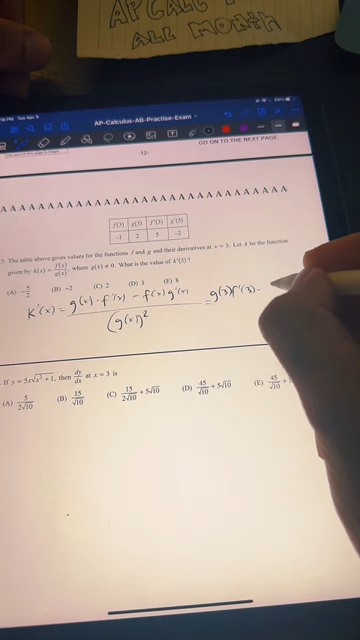 AP CALC
ALL MONTH
PM Tue Apr
49%
AP-Calculus-AB-Practise-Exam
-12-
GO ON TO THE NEXT PAGE
A A A A A A A A A A A A A A A A A A A A A A A A A A A A A
f(3) g(3) f'(3) g'(3)
-1 2 5 -2
The table above gives values for the functions f and g and their derivatives at x = 3. Let k be the function
given by k(x) = f(x)/g(x), where g(x) ≠ 0. What is the value of k'(3) ?
(A) -5/2 (B) -2 (C) 2 (D) 3 (E) 8
K'(x) = g(x) · f'(x) - f(x)g'(x) / (g(x))² = g(3)f'(3) -
If y = 5x√x² + 1, then dy/dx at x = 3 is
(A) 5/2√10 (B) 15/√10 (C) 15/2√10 + 5√10 (D) 45/√10 + 5√10 (E) 45/√10 +